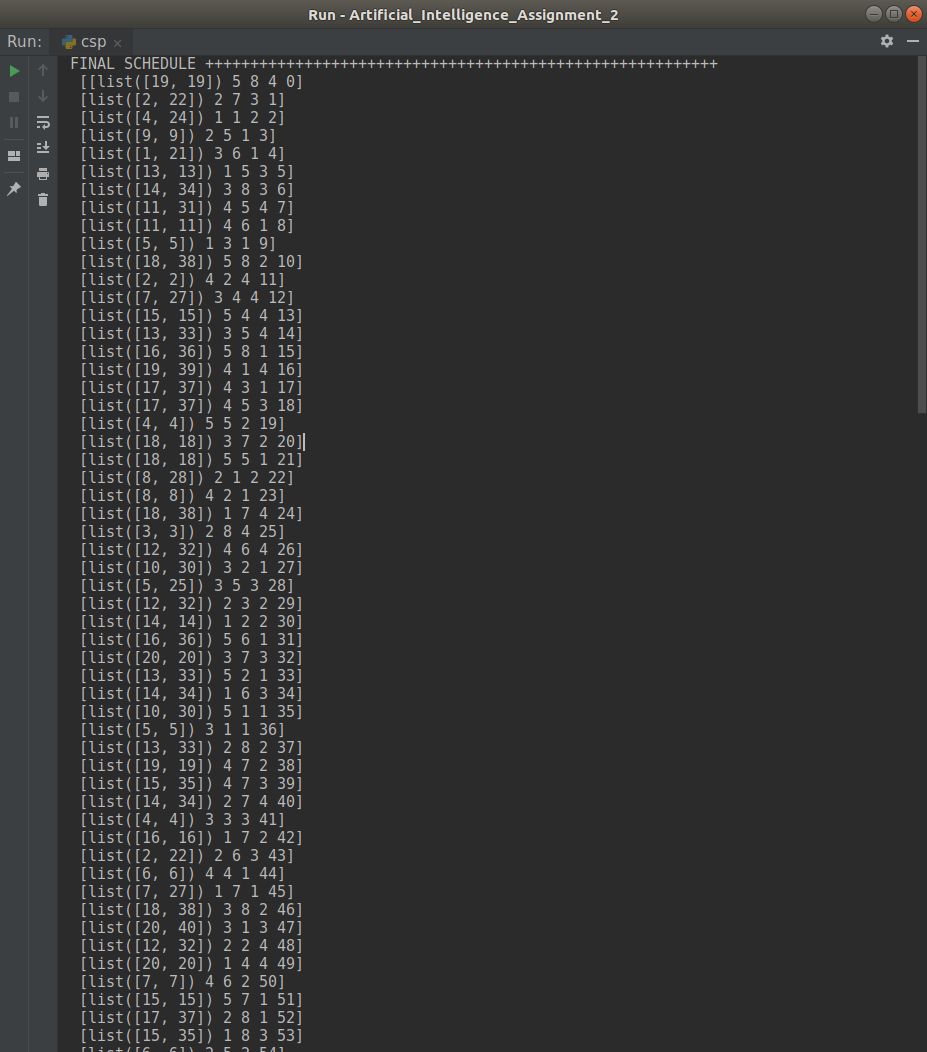 Run - Artificial_Intelligence_Assignment_2
Run: csp
FINAL SCHEDULE +++++++++++++++++++++++++++++++++++++++++++++++++++++++++
[[list([19, 19]) 5 8 4 0]
[list([2, 22]) 2 7 3 1]
[list([4, 24]) 1 1 2 2]
[list([9, 9]) 2 5 1 3]
[list([1, 21]) 3 6 1 4]
[list([13, 13]) 1 5 3 5]
[list([14, 34]) 3 8 3 6]
[list([11, 31]) 4 5 4 7]
[list([11, 11]) 4 6 1 8]
[list([5, 5]) 1 3 1 9]
[list([18, 38]) 5 8 2 10]
[list([2, 2]) 4 2 4 11]
[list([7, 27]) 3 4 4 12]
[list([15, 15]) 5 4 4 13]
[list([13, 33]) 3 5 4 14]
[list([16, 36]) 5 8 1 15]
[list([19, 39]) 4 1 4 16]
[list([17, 37]) 4 3 1 17]
[list([17, 37]) 4 5 3 18]
[list([4, 4]) 5 5 2 19]
[list([18, 18]) 3 7 2 20]
[list([18, 18]) 5 5 1 21]
[list([8, 28]) 2 1 2 22]
[list([8, 8]) 4 2 1 23]
[list([18, 38]) 1 7 4 24]
[list([3, 3]) 2 8 4 25]
[list([12, 32]) 4 6 4 26]
[list([10, 30]) 3 2 1 27]
[list([5, 25]) 3 5 3 28]
[list([12, 32]) 2 3 2 29]
[list([14, 14]) 1 2 2 30]
[list([16, 36]) 5 6 1 31]
[list([20, 20]) 3 7 3 32]
[list([13, 33]) 5 2 1 33]
[list([14, 34]) 1 6 3 34]
[list([10, 30]) 5 1 1 35]
[list([5, 5]) 3 1 1 36]
[list([13, 33]) 2 8 2 37]
[list([19, 19]) 4 7 2 38]
[list([15, 35]) 4 7 3 39]
[list([14, 34]) 2 7 4 40]
[list([4, 4]) 3 3 3 41]
[list([16, 16]) 1 7 2 42]
[list([2, 22]) 2 6 3 43]
[list([6, 6]) 4 4 1 44]
[list([7, 27]) 1 7 1 45]
[list([18, 38]) 3 8 2 46]
[list([20, 40]) 3 1 3 47]
[list([12, 32]) 2 2 4 48]
[list([20, 20]) 1 4 4 49]
[list([7, 7]) 4 6 2 50]
[list([15, 15]) 5 7 1 51]
[list([17, 37]) 2 8 1 52]
[list([15, 35]) 1 8 3 53]